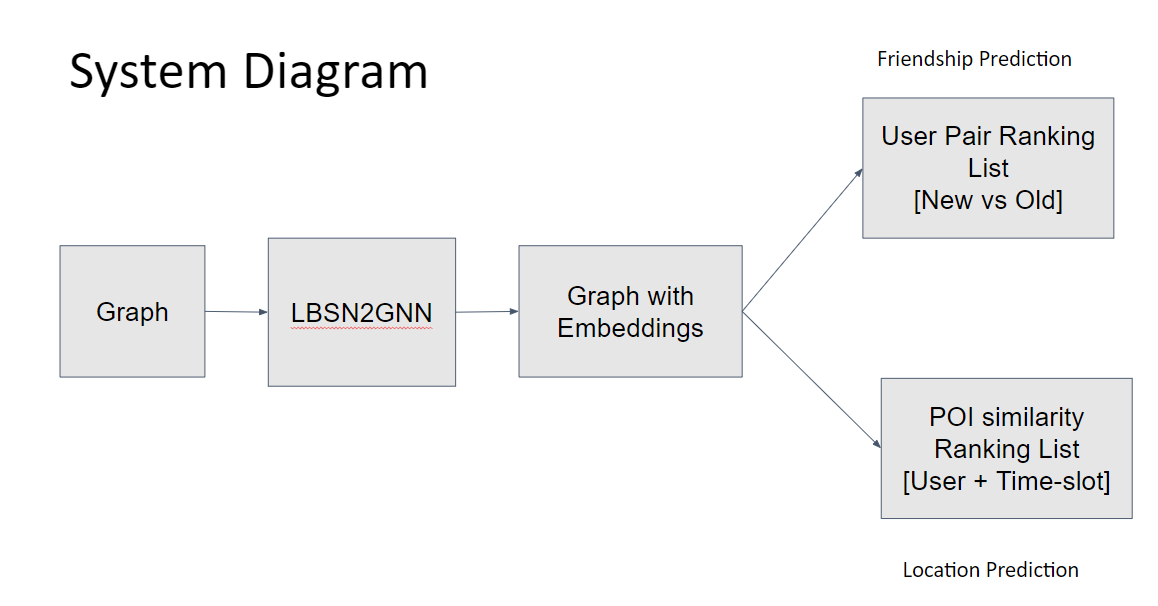 System Diagram
Friendship Prediction
User Pair Ranking
List
[New vs Old]
Graph
LBSN2GNN
Graph with
Embeddings
POI similarity
Ranking List
[User + Time-slot]
Location Prediction